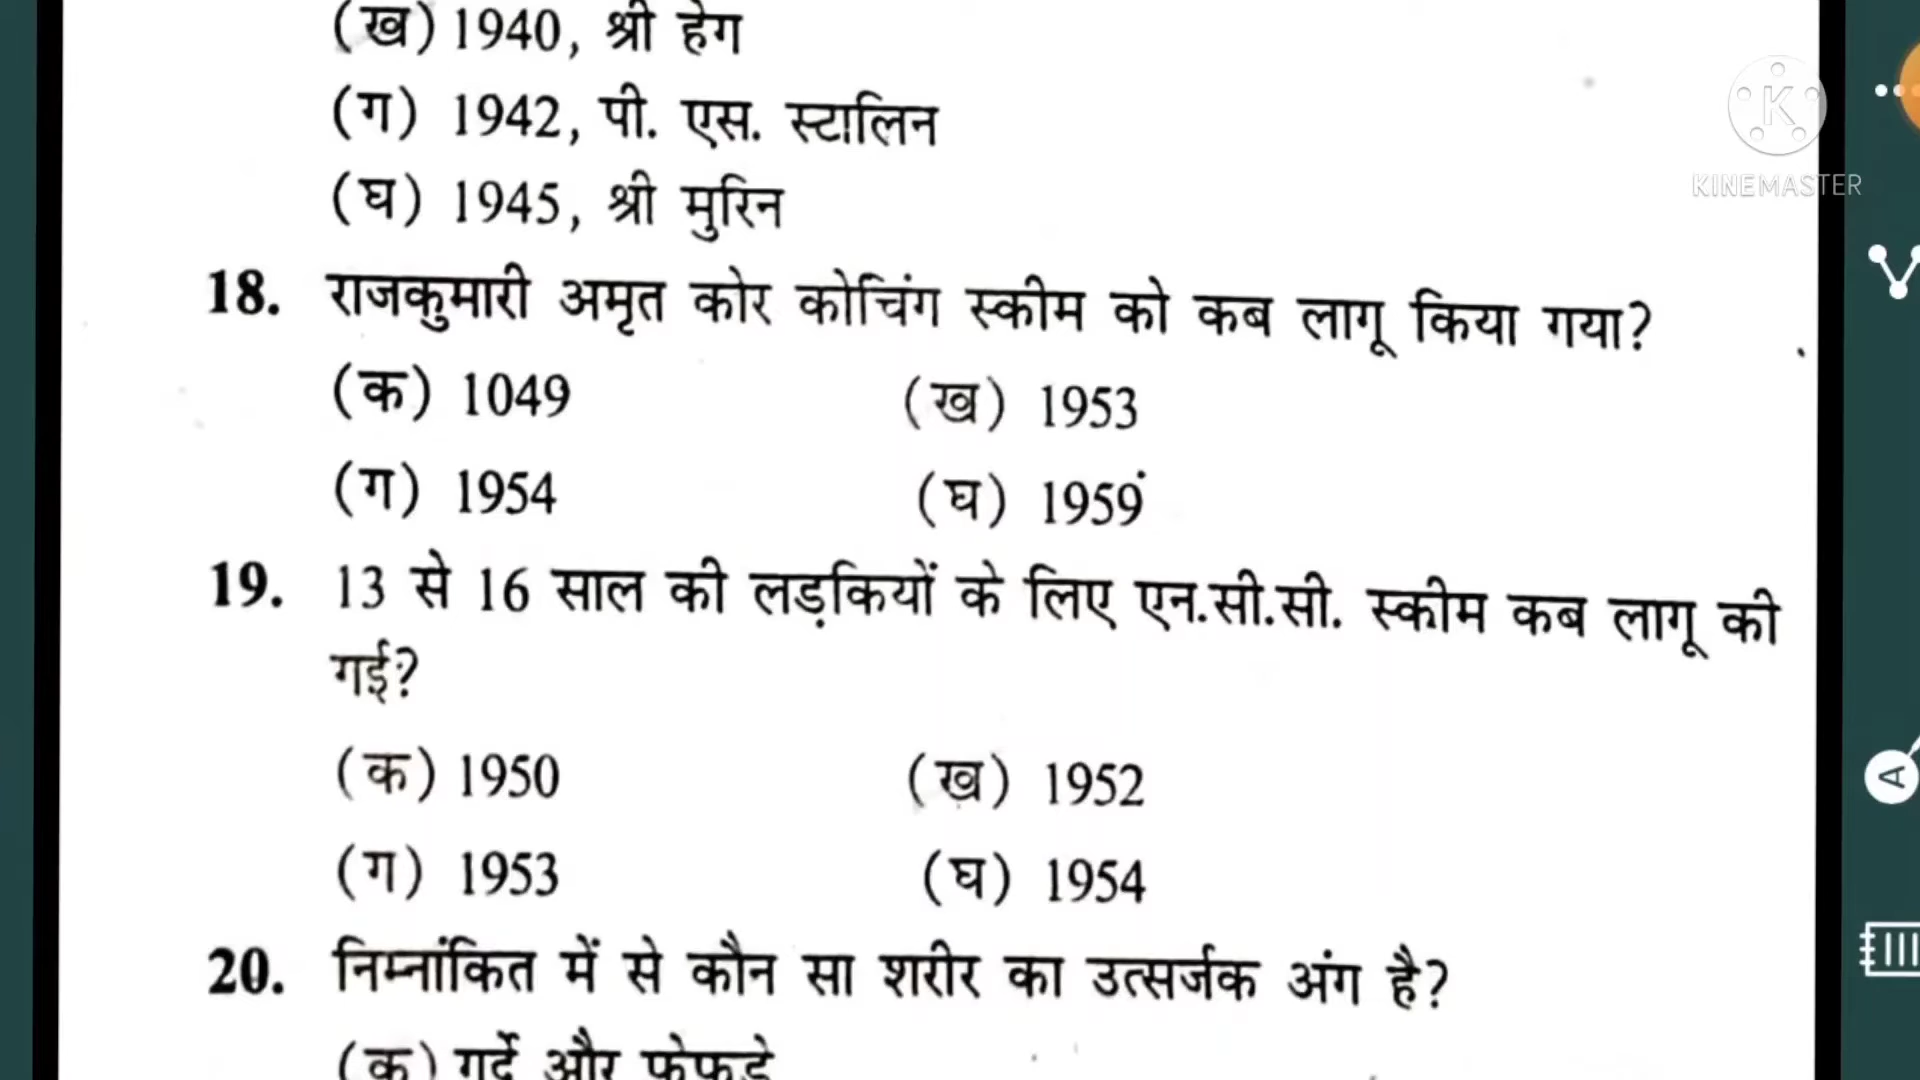 (ख) 1940, श्री हेग
(ग) 1942, पी. एस. स्टालिन
(घ) 1945, श्री मुरिन
KINEMASTER
18. राजकुमारी अमृत कोर कोचिंग स्कीम को कब लागू किया गया?
(क) 1049 (ख) 1953
(ग) 1954 (घ) 1959
19. 13 से 16 साल की लड़कियों के लिए एन.सी.सी. स्कीम कब लागू की
गई?
(क) 1950 (ख) 1952
(ग) 1953 (घ) 1954
20. निम्नांकित में से कौन सा शरीर का उत्सर्जक अंग है?
(क) गुर्दे और फेफड़े